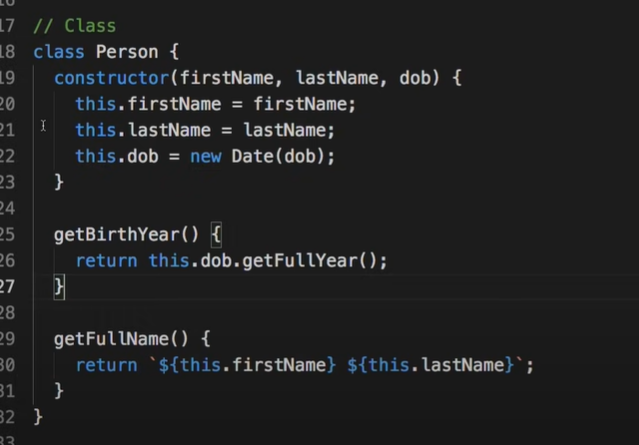 17 // Class
18 class Person {
19 constructor(firstName, lastName, dob) {
20 this.firstName = firstName;
21 this.lastName = lastName;
22 this.dob = new Date(dob);
23 }
24
25 getBirthYear() {
26 return this.dob.getFullYear();
27 }
28
29 getFullName() {
30 return `${this.firstName} ${this.lastName}`;
31 }
32 }